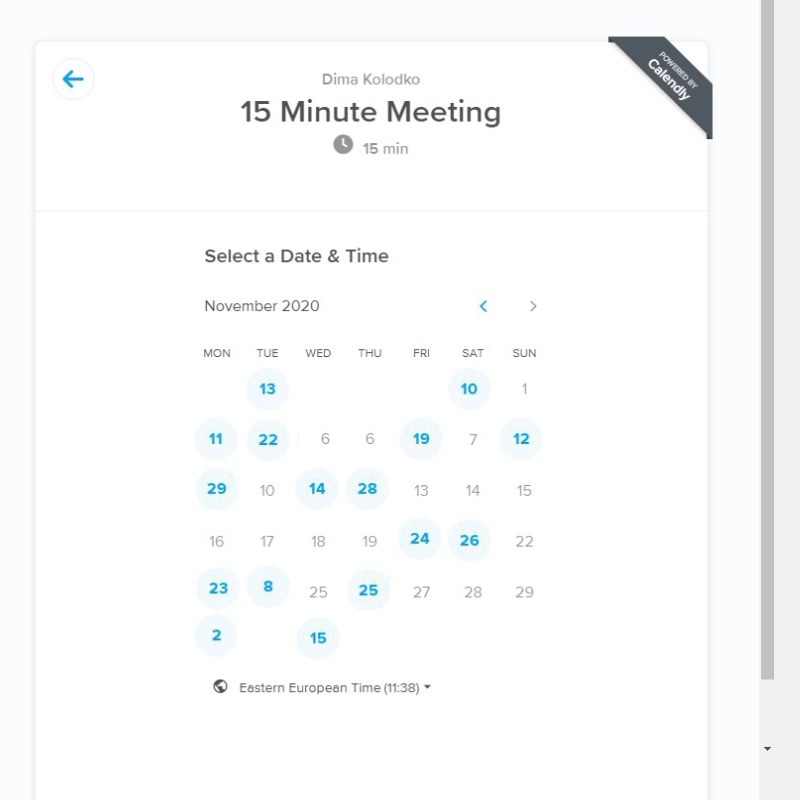 Dima Kolodko
POWERED BY
Calendly
15 Minute Meeting
15 min
Select a Date & Time
November 2020
MON TUE WED THU FRI SAT SUN
13 10 1
11 22 6 6 19 7 12
29 10 14 28 13 14 15
16 17 18 19 24 26 22
23 8 25 25 27 28 29
2 15
Eastern European Time (11:38)